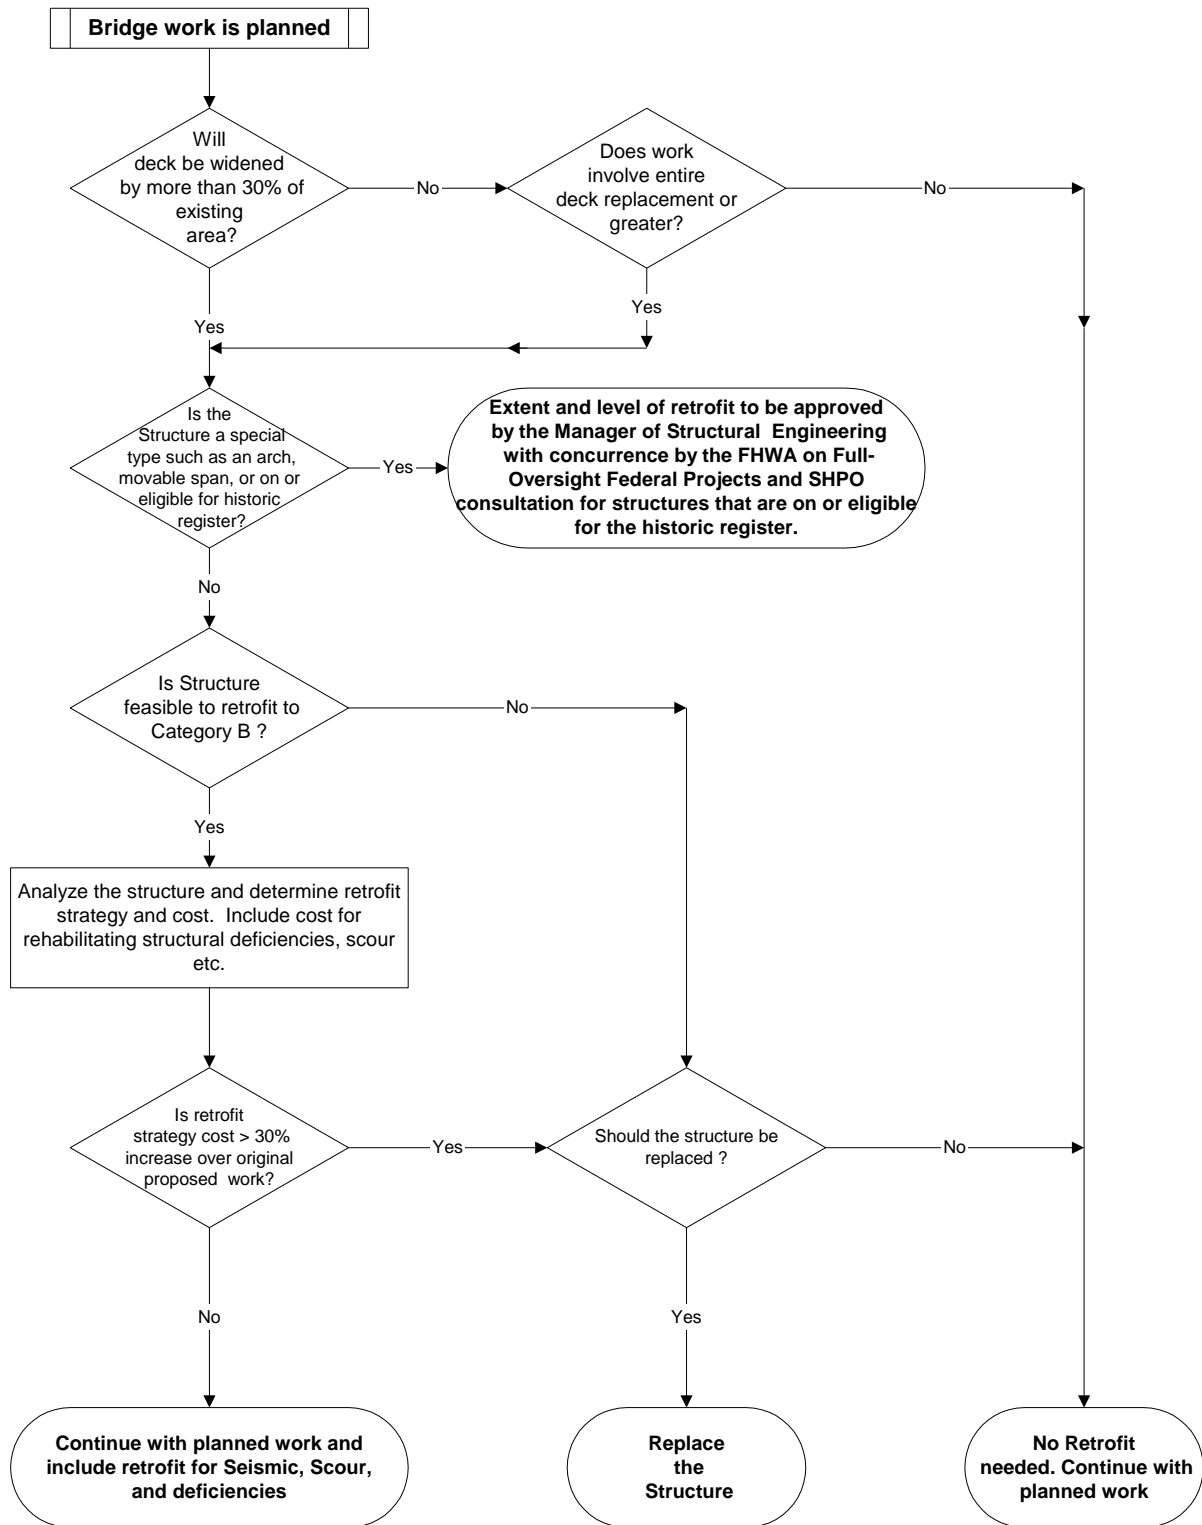 Bridge work is planned
Will
deck be widened
by more than 30% of
existing
area?
No
Does work
involve entire
deck replacement or
greater?
No
Yes
Yes
Is the
Structure a special
type such as an arch,
movable span, or on or
eligible for historic
register?
Yes
Extent and level of retrofit to be approved
by the Manager of Structural Engineering
with concurrence by the FHWA on Full-
Oversight Federal Projects and SHPO
consultation for structures that are on or eligible
for the historic register.
No
Is Structure
feasible to retrofit to
Category B ?
No
Yes
Analyze the structure and determine retrofit
strategy and cost. Include cost for
rehabilitating structural deficiencies, scour
etc.
Is retrofit
strategy cost > 30%
increase over original
proposed work?
Yes
Should the structure be
replaced ?
No
No
Yes
Continue with planned work and
include retrofit for Seismic, Scour,
and deficiencies
Replace
the
Structure
No Retrofit
needed. Continue with
planned work